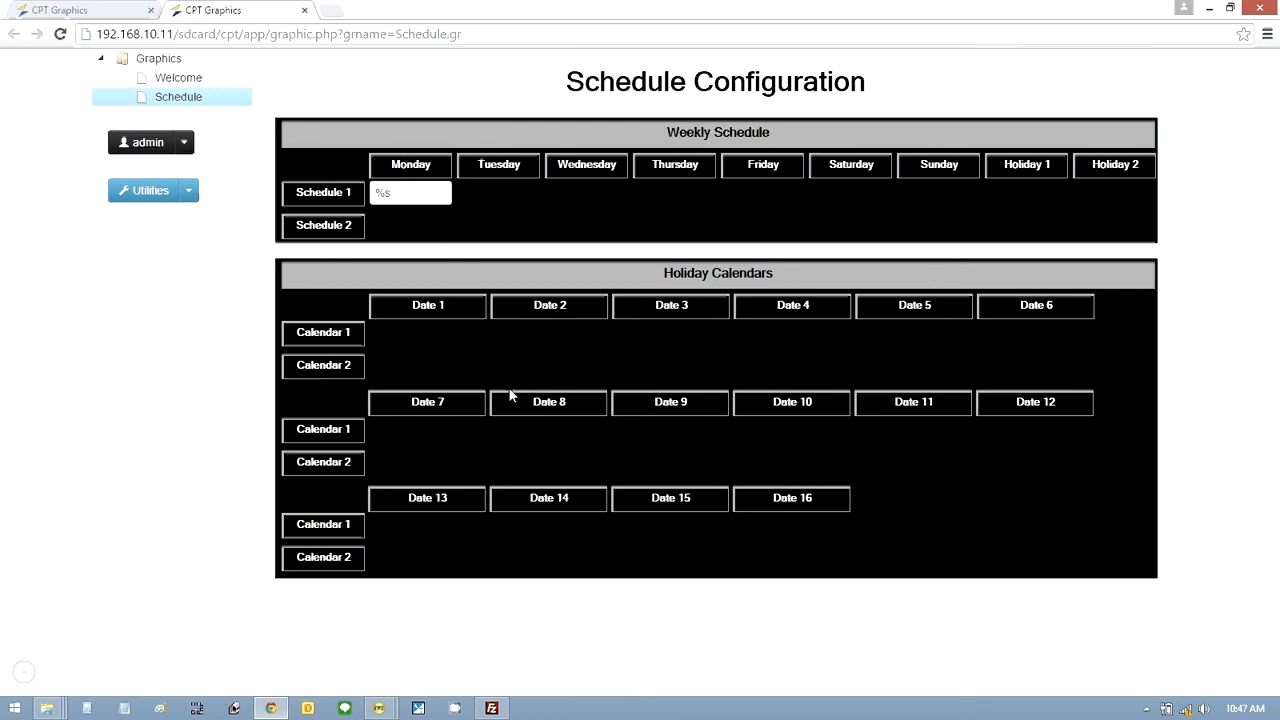 CPT Graphics
CPT Graphics
192.168.10.11/sdcard/cpt/app/graphic.php?grname=Schedule.gr
Graphics
Welcome
Schedule
admin
Utilities
Schedule Configuration
Weekly Schedule
Monday Tuesday Wednesday Thursday Friday Saturday Sunday Holiday 1 Holiday 2
Schedule 1 %s
Schedule 2
Holiday Calendars
Date 1 Date 2 Date 3 Date 4 Date 5 Date 6
Calendar 1
Calendar 2
Date 7 Date 8 Date 9 Date 10 Date 11 Date 12
Calendar 1
Calendar 2
Date 13 Date 14 Date 15 Date 16
Calendar 1
Calendar 2
10:47 AM